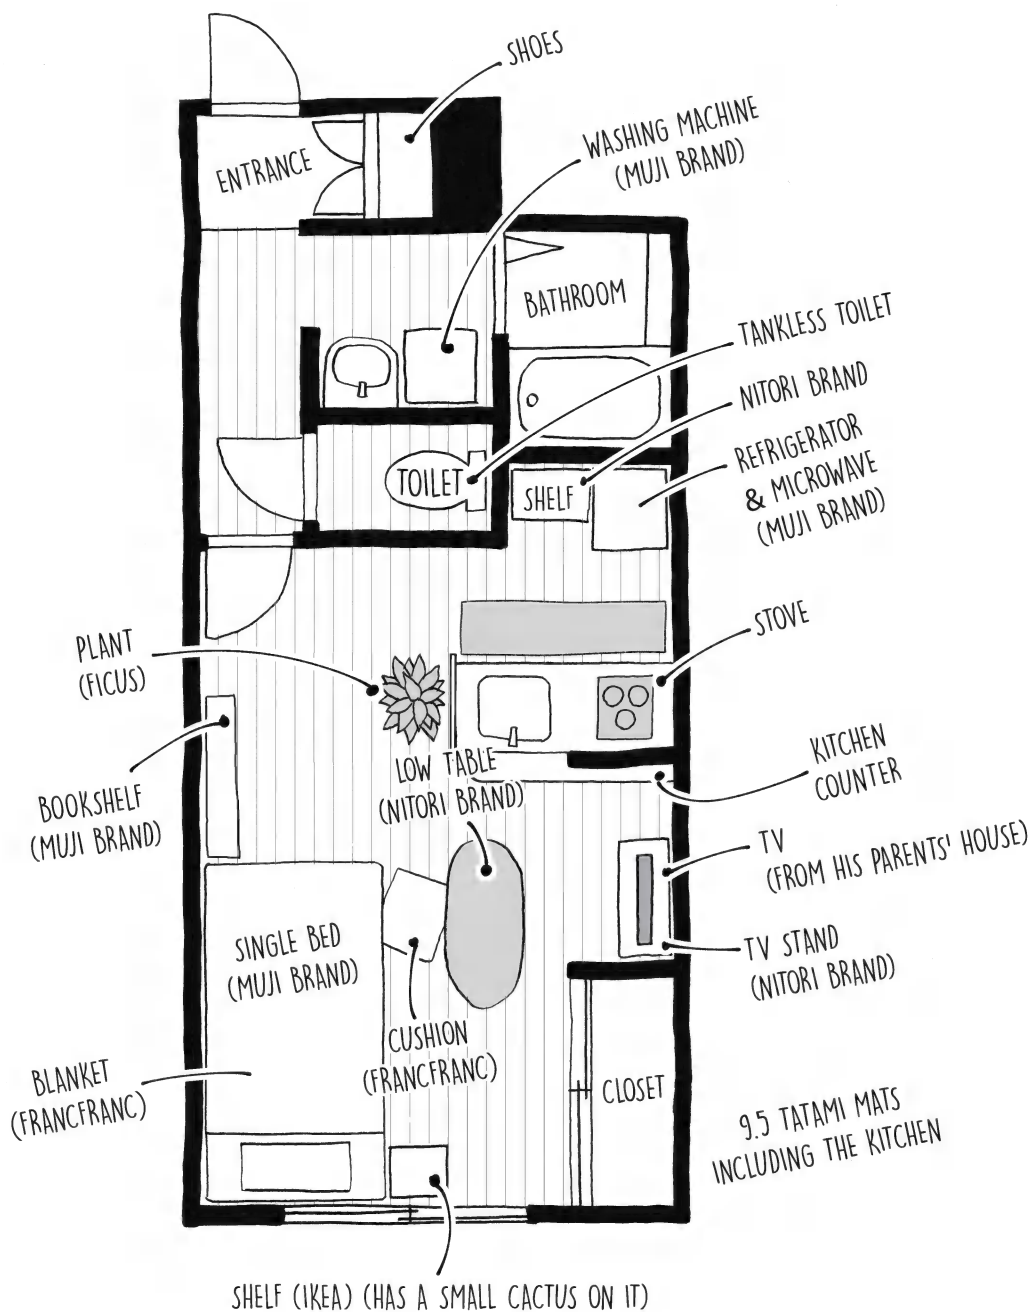 SHOES
ENTRANCE
WASHING MACHINE
(MUJI BRAND)
BATHROOM
TANKLESS TOILET
NITORI BRAND
REFRIGERATOR
& MICROWAVE
(MUJI BRAND)
TOILET
SHELF
STOVE
PLANT
(FICUS)
KITCHEN
COUNTER
LOW TABLE
(NITORI BRAND)
BOOKSHELF
(MUJI BRAND)
TV
(FROM HIS PARENTS' HOUSE)
SINGLE BED
(MUJI BRAND)
TV STAND
(NITORI BRAND)
CUSHION
(FRANCFRANC)
BLANKET
(FRANCFRANC)
CLOSET
9.5 TATAMI MATS
INCLUDING THE KITCHEN
SHELF (IKEA) (HAS A SMALL CACTUS ON IT)